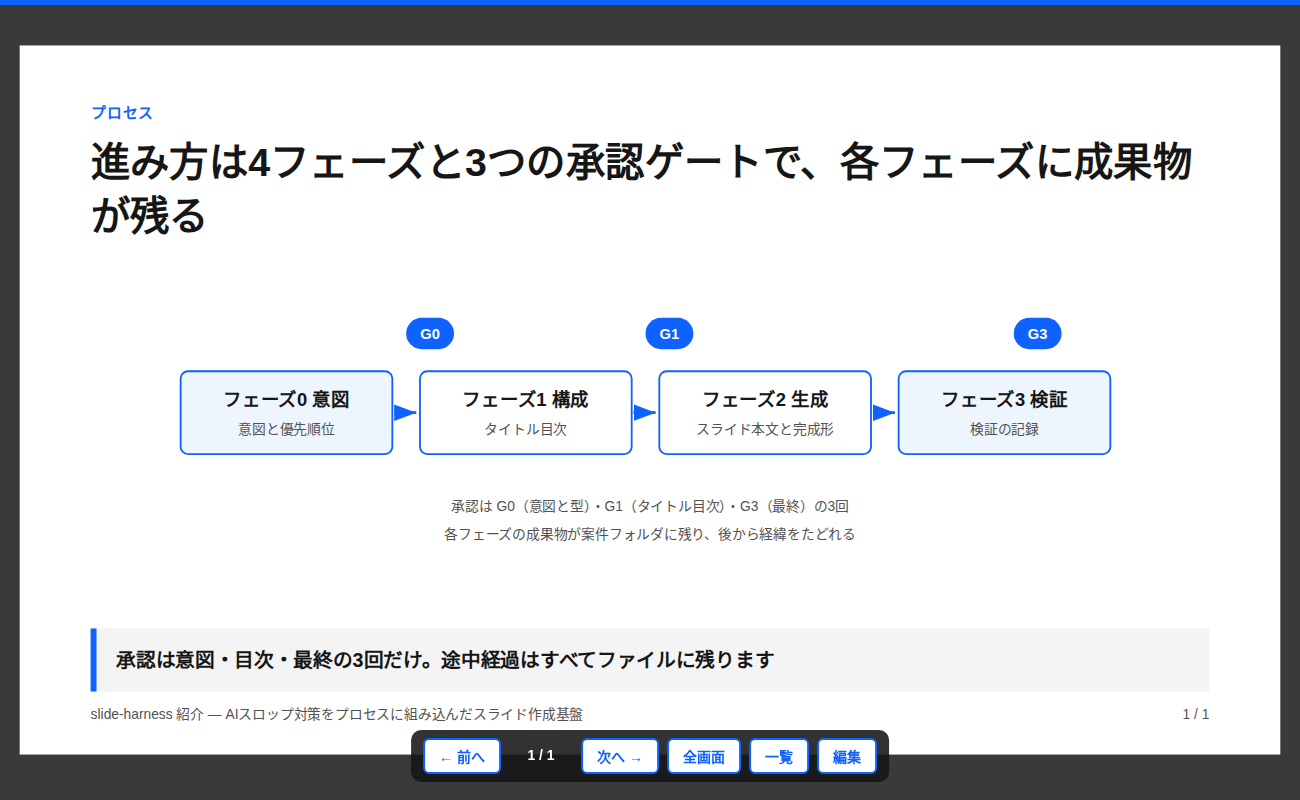 プロセス
進み方は4フェーズと3つの承認ゲートで、各フェーズに成果物
が残る
G0
G1
G3
フェーズ0 意図
意図と優先順位
フェーズ1 構成
タイトル目次
フェーズ2 生成
スライド本文と完成形
フェーズ3 検証
検証の記録
承認は G0（意図と型）・G1（タイトル目次）・G3（最終）の3回
各フェーズの成果物が案件フォルダに残り、後から経緯をたどれる
承認は意図・目次・最終の3回だけ。途中経過はすべてファイルに残ります
slide-harness 紹介 — AIスロップ対策をプロセスに組み込んだスライド作成基盤
1 / 1
← 前へ
1 / 1
次へ →
全画面
一覧
編集